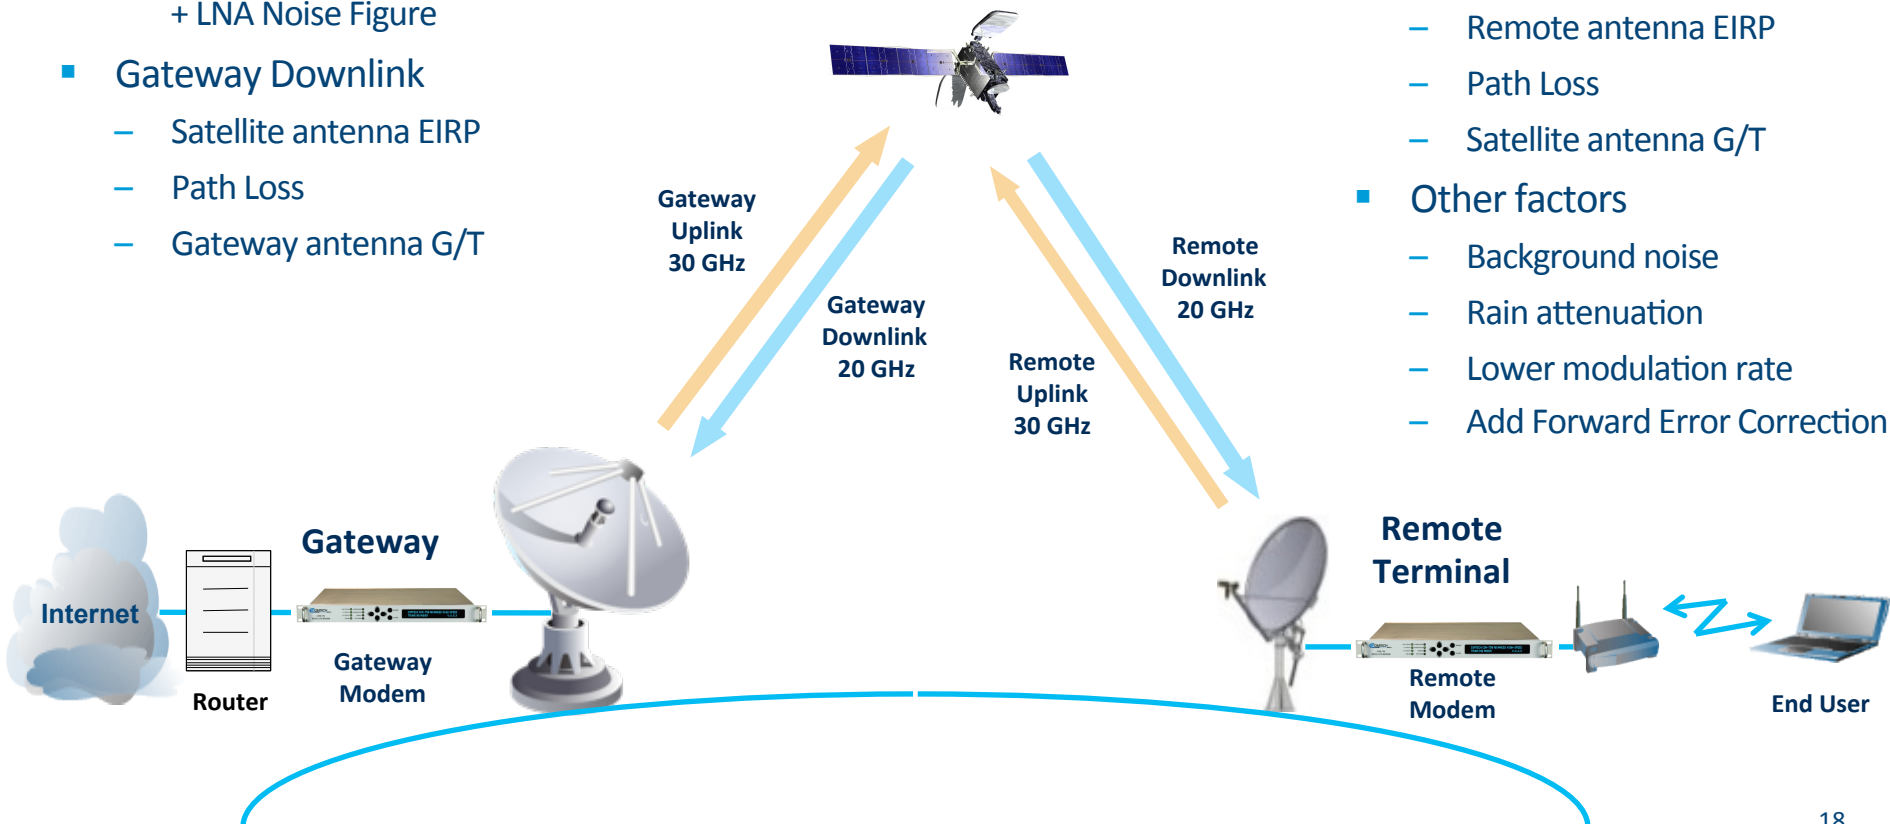 + LNA Noise Figure
▪ Gateway Downlink
– Satellite antenna EIRP
– Path Loss
– Gateway antenna G/T
– Remote antenna EIRP
– Path Loss
– Satellite antenna G/T
▪ Other factors
– Background noise
– Rain attenuation
– Lower modulation rate
– Add Forward Error Correction
Gateway
Uplink
30 GHz
Gateway
Downlink
20 GHz
Remote
Downlink
20 GHz
Remote
Uplink
30 GHz
Gateway
Internet
Router
Gateway
Modem
Remote
Terminal
Remote
Modem
End User
18